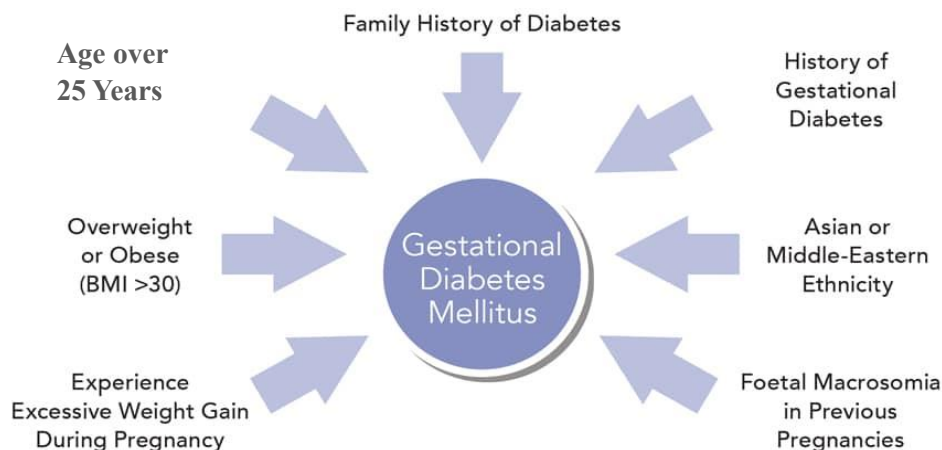 Family History of Diabetes
Age over
25 Years
History of
Gestational
Diabetes
Overweight
or Obese
(BMI >30)
Gestational
Diabetes
Mellitus
Asian or
Middle-Eastern
Ethnicity
Experience
Excessive Weight Gain
During Pregnancy
Foetal Macrosomia
in Previous
Pregnancies